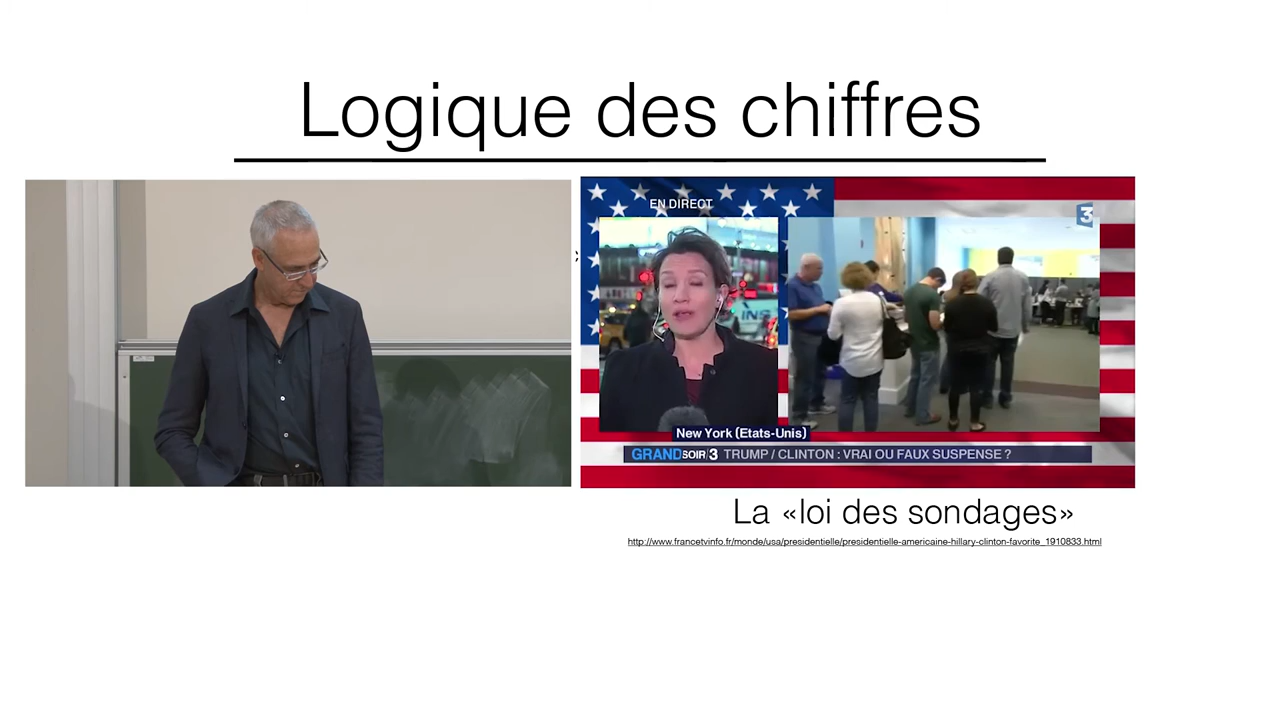 Logique des chiffres
EN DIRECT
3
New York (Etats-Unis)
GRAND SOIR/3 TRUMP / CLINTON : VRAI OU FAUX SUSPENSE ?
La «loi des sondages»
http://www.francetvinfo.fr/monde/usa/presidentielle/presidentielle-americaine-hillary-clinton-favorite_1910833.html